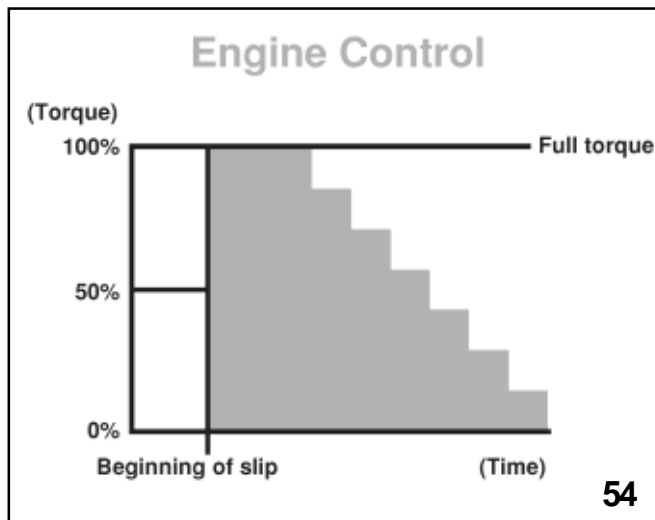 Engine Control
(Torque)
100%
Full torque
50%
0%
Beginning of slip
(Time)
54